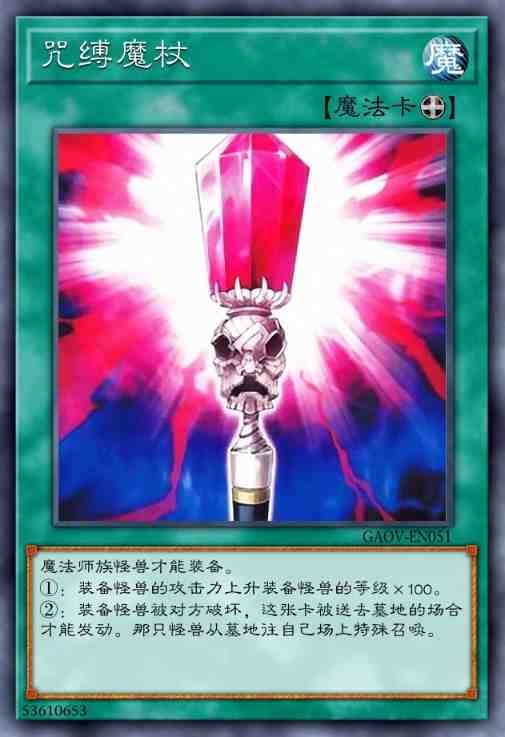 咒缚魔杖
魔
【魔法卡】
GAOV-EN051
魔法师族怪兽才能装备。
①：装备怪兽的攻击力上升装备怪兽的等级×100。
②：装备怪兽被对方破坏，这张卡被送去墓地的场合
才能发动。那只怪兽从墓地往自己场上特殊召唤。
53610653